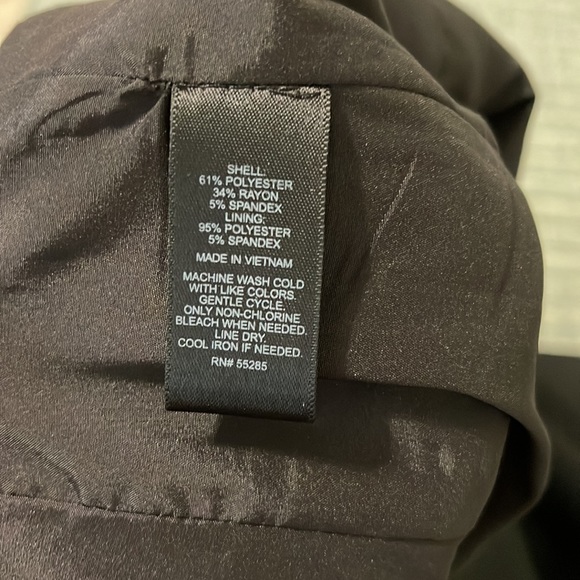 SHELL:
61% POLYESTER
34% RAYON
5% SPANDEX
LINING:
95% POLYESTER
5% SPANDEX
MADE IN VIETNAM
MACHINE WASH COLD
WITH LIKE COLORS.
GENTLE CYCLE.
ONLY NON-CHLORINE
BLEACH WHEN NEEDED.
LINE DRY.
COOL IRON IF NEEDED.
RN# 55285